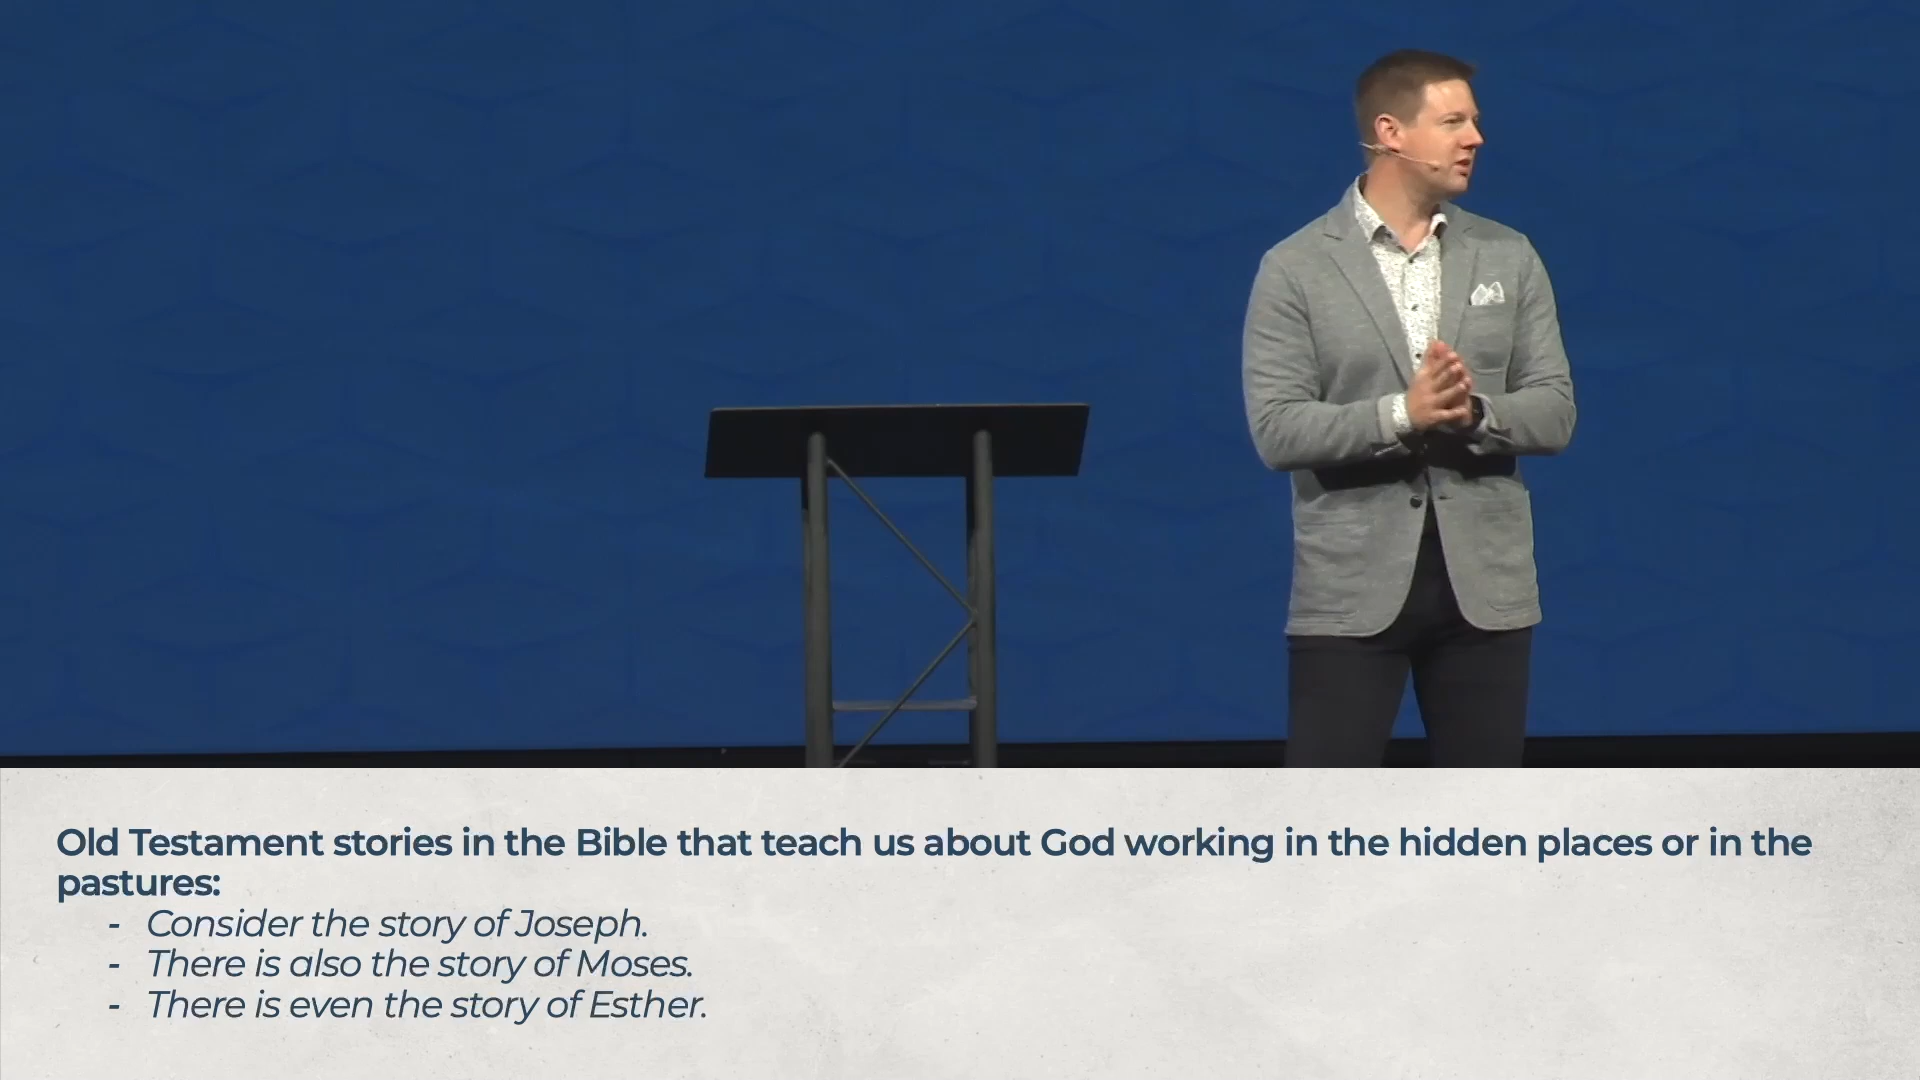 Old Testament stories in the Bible that teach us about God working in the hidden places or in the
pastures:
- Consider the story of Joseph.
- There is also the story of Moses.
- There is even the story of Esther.